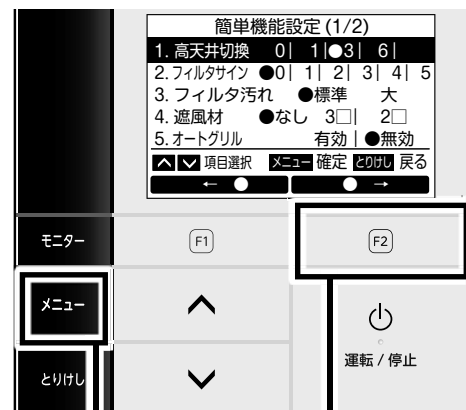 簡単機能設定 (1/2)
1. 高天井切換 0| 1|●3| 6|
2. フィルタサイン ●0| 1| 2| 3| 4| 5
3. フィルタ汚れ ●標準 大
4. 遮風材 ●なし 3□| 2□
5. オートグリル 有効|●無効
項目選択 メニュー 確定 とりけし 戻る
← ● ● →
モニター F1 F2
メニュー
運転 / 停止
とりけし